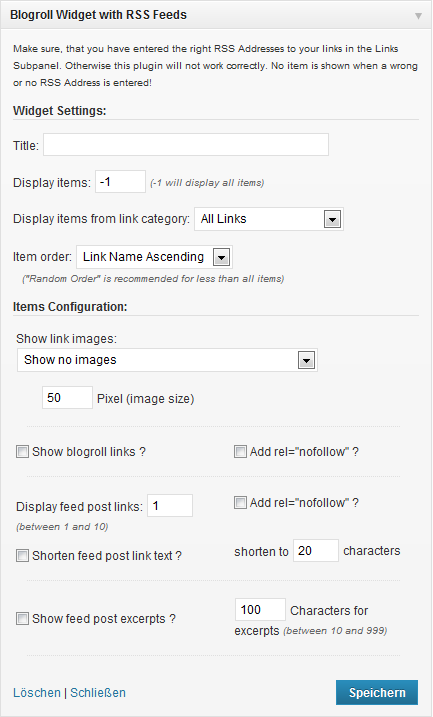 Blogroll Widget with RSS Feeds
Make sure, that you have entered the right RSS Addresses to your links in the Links
Subpanel. Otherwise this plugin will not work correctly. No item is shown when a wrong
or no RSS Address is entered!
Widget Settings:
Title:
Display items: -1 (-1 will display all items)
Display items from link category: All Links
Item order: Link Name Ascending
("Random Order" is recommended for less than all items)
Items Configuration:
Show link images:
Show no images
50 Pixel (image size)
Show blogroll links ? Add rel="nofollow" ?
Display feed post links: 1 Add rel="nofollow" ?
(between 1 and 10)
Shorten feed post link text ? shorten to 20 characters
Show feed post excerpts ? 100 Characters for
excerpts (between 10 and 999)
Löschen | Schließen Speichern